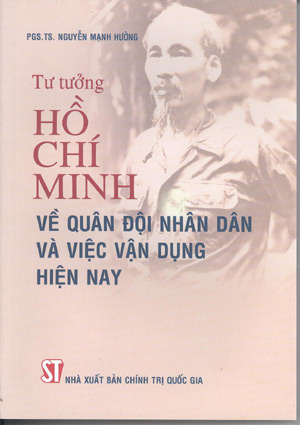 PGS.TS. NGUYỄN MẠNH HƯỞNG
Tư tưởng
HỒ
CHÍ
MINH
VỀ QUÂN ĐỘI NHÂN DÂN
VÀ VIỆC VẬN DỤNG
HIỆN NAY
ST
NHÀ XUẤT BẢN CHÍNH TRỊ QUỐC GIA